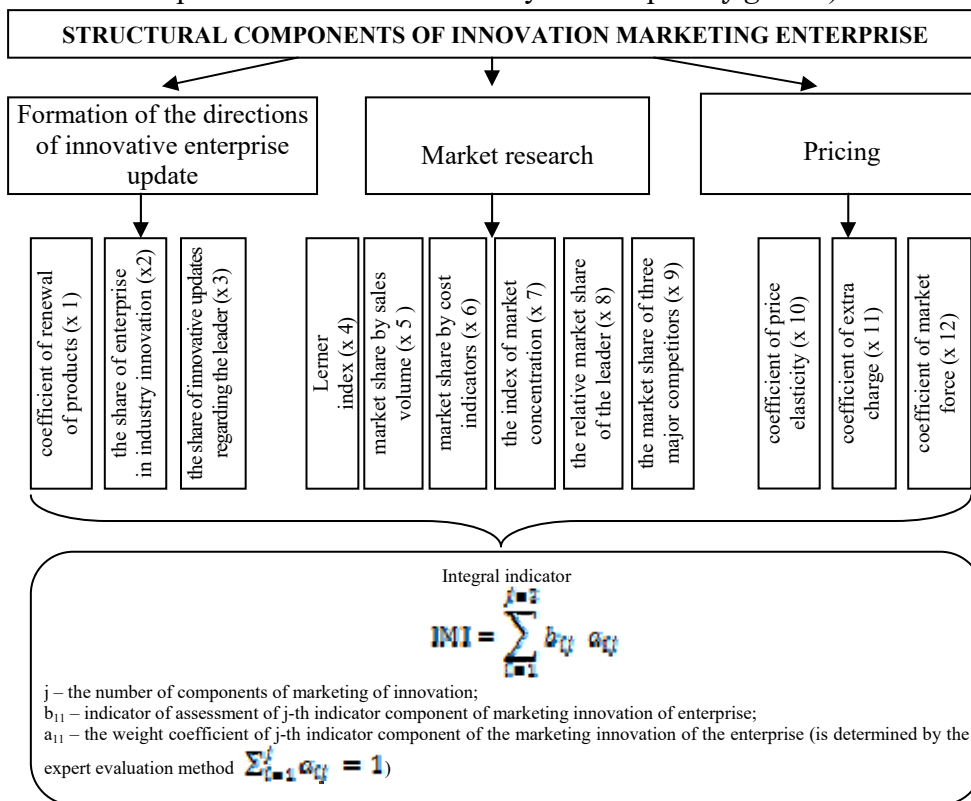 STRUCTURAL COMPONENTS OF INNOVATION MARKETING ENTERPRISE
Formation of the directions
of innovative enterprise
update
Market research
Pricing
coefficient of renewal
of products (x 1)
the share of enterprise
in industry innovation (x2)
the share of innovative updates
regarding the leader (x 3)
Lerner
index (x 4)
market share by sales
volume (x 5 )
market share by cost
indicators (x 6)
the index of market
concentration (x 7)
the relative market share
of the leader (x 8)
the market share of three
major competitors (x 9)
coefficient of price
elasticity (x 10)
coefficient of extra
charge (x 11)
coefficient of market
force (x 12)
Integral indicator
IMI = ∑ b_ij a_ij
j – the number of components of marketing of innovation;
b₁₁ – indicator of assessment of j-th indicator component of marketing innovation of enterprise;
a₁₁ – the weight coefficient of j-th indicator component of the marketing innovation of the enterprise (is determined by the
expert evaluation method ∑ʲᵢ₌₁ a_ij = 1)